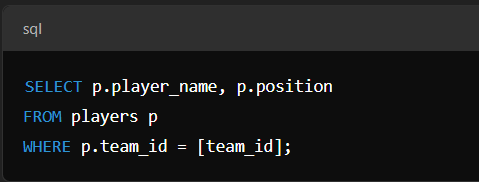 sql
SELECT p.player_name, p.position
FROM players p
WHERE p.team_id = [team_id];